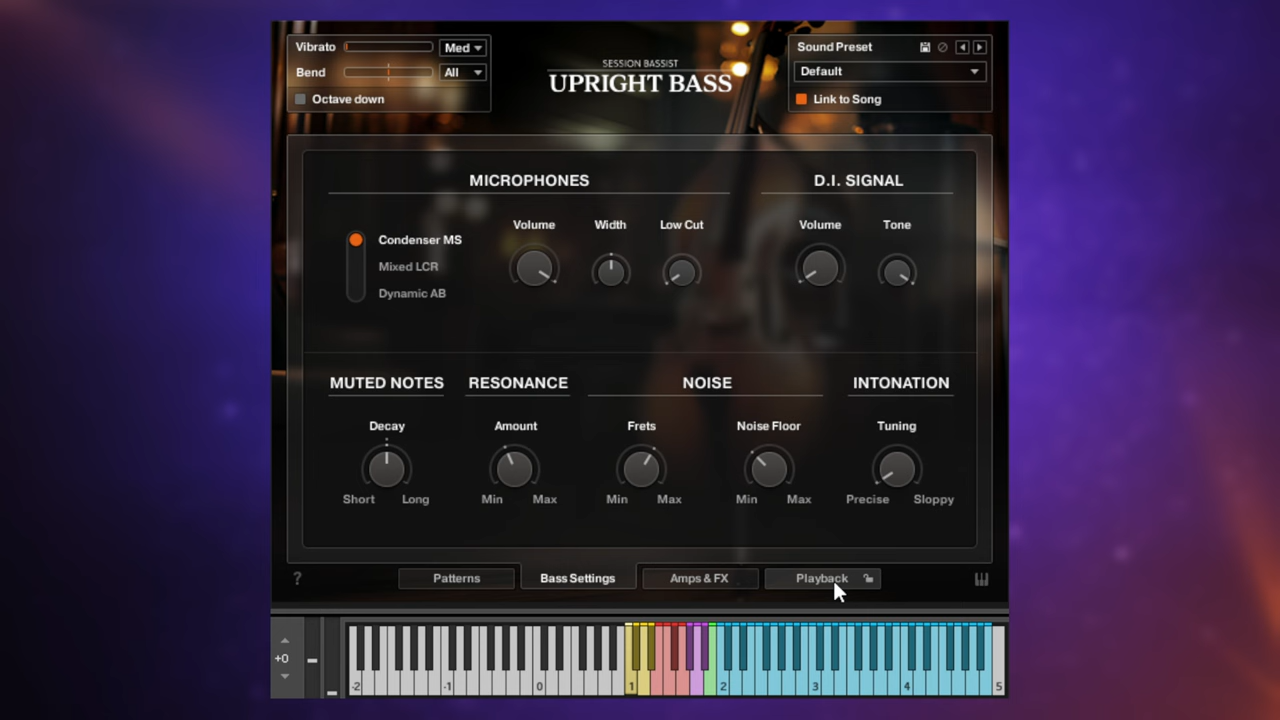 Vibrato Med
Bend All
Octave down
SESSION BASSIST
UPRIGHT BASS
Sound Preset
Default
Link to Song
MICROPHONES
D.I. SIGNAL
Condenser MS
Mixed LCR
Dynamic AB
Volume Width Low Cut
Volume Tone
MUTED NOTES RESONANCE NOISE INTONATION
Decay Amount Frets Noise Floor Tuning
Short Long Min Max Min Max Min Max Precise Sloppy
? Patterns Bass Settings Amps & FX Playback
+0
-2 -1 0 1 2 3 4 5